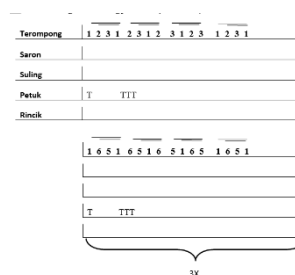 Terompong 1 2 3 1 2 3 1 2 3 1 2 3 1 2 3 1
Saron
Suling
Petuk T TTT
Rincik
1 6 5 1 6 5 1 6 5 1 6 5 1 6 5 1
T TTT
3X